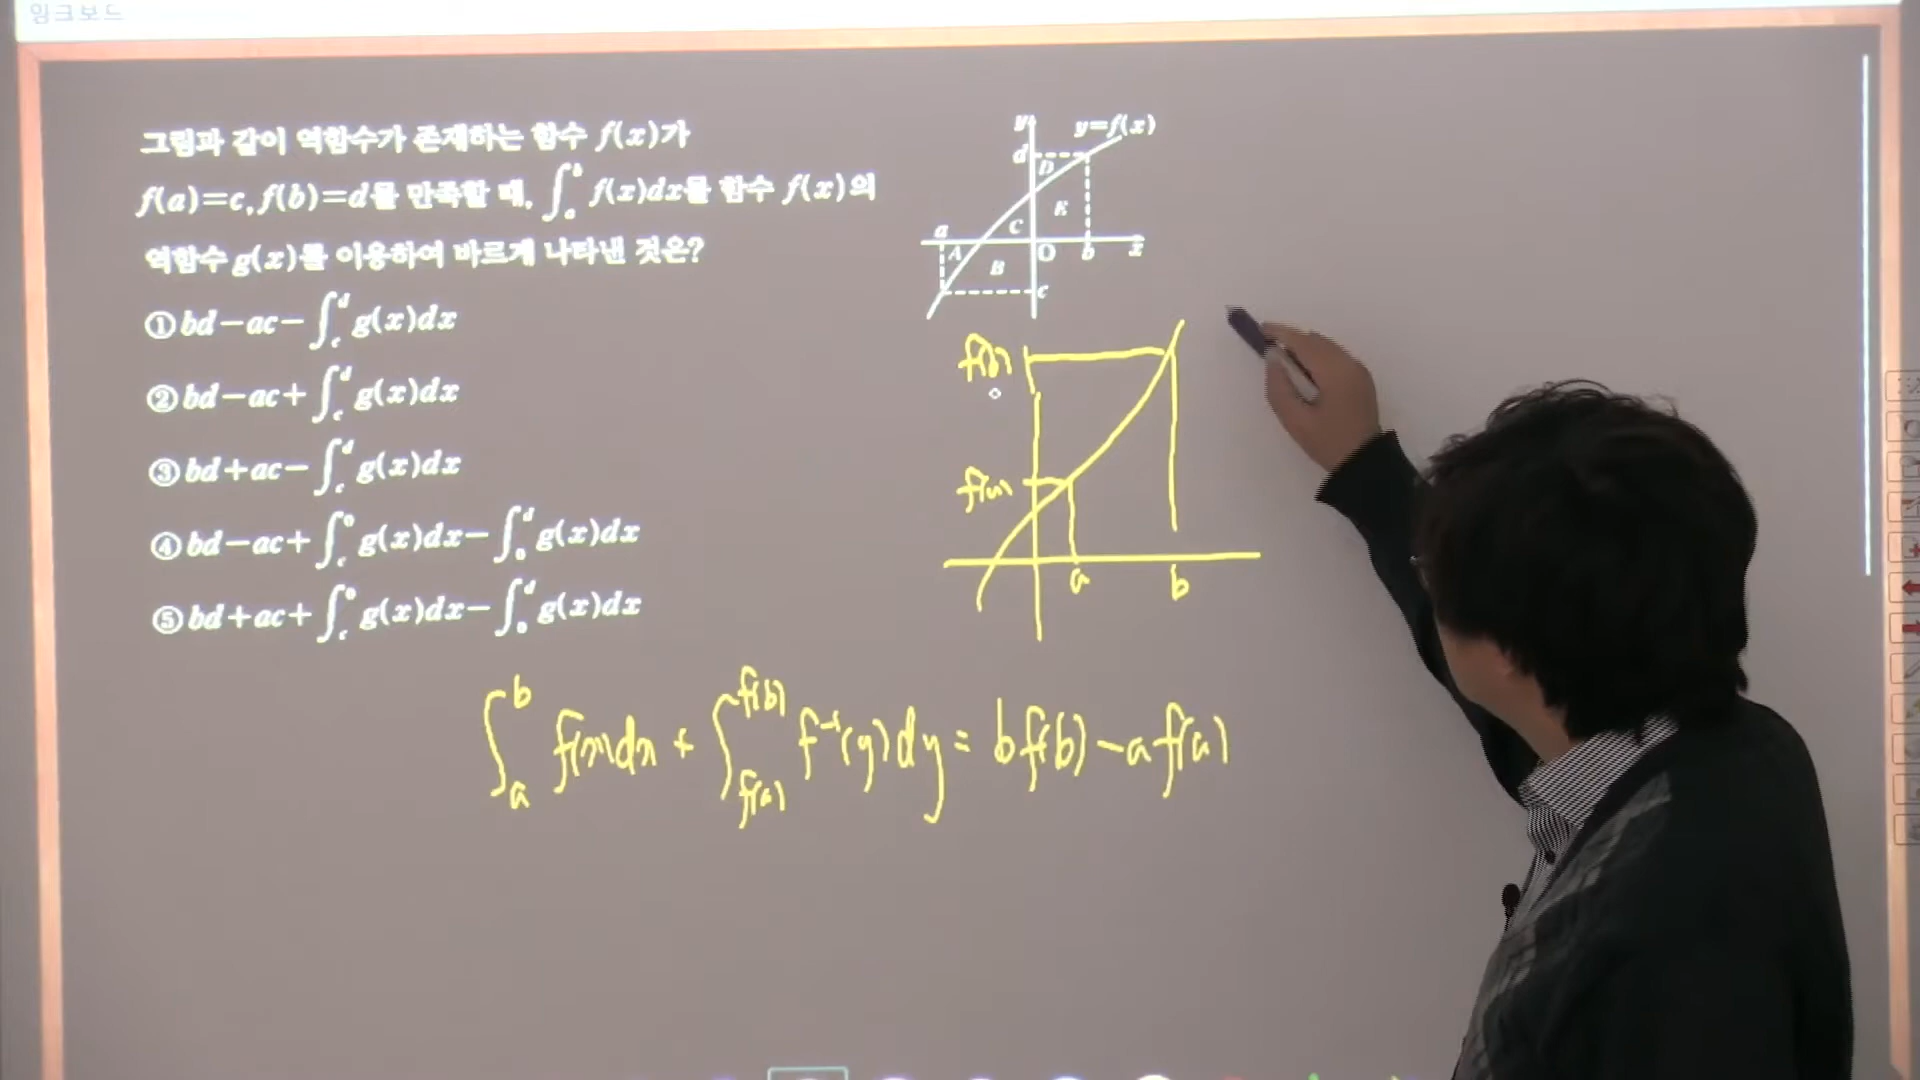 잉크보드
그림과 같이 역함수가 존재하는 함수 f(x)가
f(a)=c, f(b)=d를 만족할 때, ∫_a^b f(x)dx를 함수 f(x)의
역함수 g(x)를 이용하여 바르게 나타낸 것은?
① bd-ac-∫_c^d g(x)dx
② bd-ac+∫_c^d g(x)dx
③ bd+ac-∫_c^d g(x)dx
④ bd-ac+∫_c^0 g(x)dx-∫_0^d g(x)dx
⑤ bd+ac+∫_c^0 g(x)dx-∫_0^d g(x)dx
y y=f(x)
d D
E
C
a
A O b x
B
c
f(b)
f(a)
a b
∫_a^b f(x)dx + ∫_{f(a)}^{f(b)} f^{-1}(y)dy = b f(b) - a f(a)